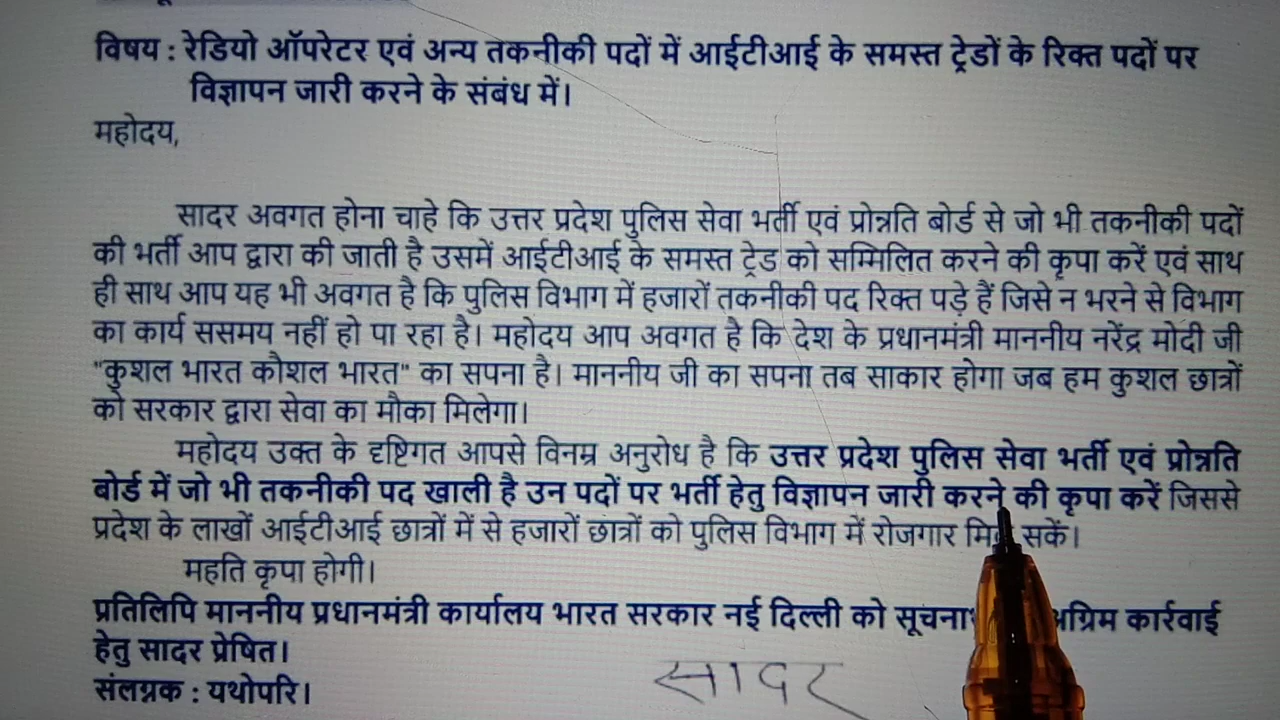 विषय : रेडियो ऑपरेटर एवं अन्य तकनीकी पदों में आईटीआई के समस्त ट्रेडों के रिक्त पदों पर
विज्ञापन जारी करने के संबंध में।
महोदय,
सादर अवगत होना चाहे कि उत्तर प्रदेश पुलिस सेवा भर्ती एवं प्रोन्नति बोर्ड से जो भी तकनीकी पदों
की भर्ती आप द्वारा की जाती है उसमें आईटीआई के समस्त ट्रेड को सम्मिलित करने की कृपा करें एवं साथ
ही साथ आप यह भी अवगत है कि पुलिस विभाग में हजारों तकनीकी पद रिक्त पड़े हैं जिसे न भरने से विभाग
का कार्य ससमय नहीं हो पा रहा है। महोदय आप अवगत है कि देश के प्रधानमंत्री माननीय नरेंद्र मोदी जी
"कुशल भारत कौशल भारत" का सपना है। माननीय जी का सपना तब साकार होगा जब हम कुशल छात्रों
को सरकार द्वारा सेवा का मौका मिलेगा।
महोदय उक्त के दृष्टिगत आपसे विनम्र अनुरोध है कि उत्तर प्रदेश पुलिस सेवा भर्ती एवं प्रोन्नति
बोर्ड में जो भी तकनीकी पद खाली है उन पदों पर भर्ती हेतु विज्ञापन जारी करने की कृपा करें जिससे
प्रदेश के लाखों आईटीआई छात्रों में से हजारों छात्रों को पुलिस विभाग में रोजगार सकें।
महति कृपा होगी।
प्रतिलिपि माननीय प्रधानमंत्री कार्यालय भारत सरकार नई दिल्ली को अग्रिम कार्रवाई
हेतु सादर प्रेषित।
संलग्नक : यथोपरि।
सादर